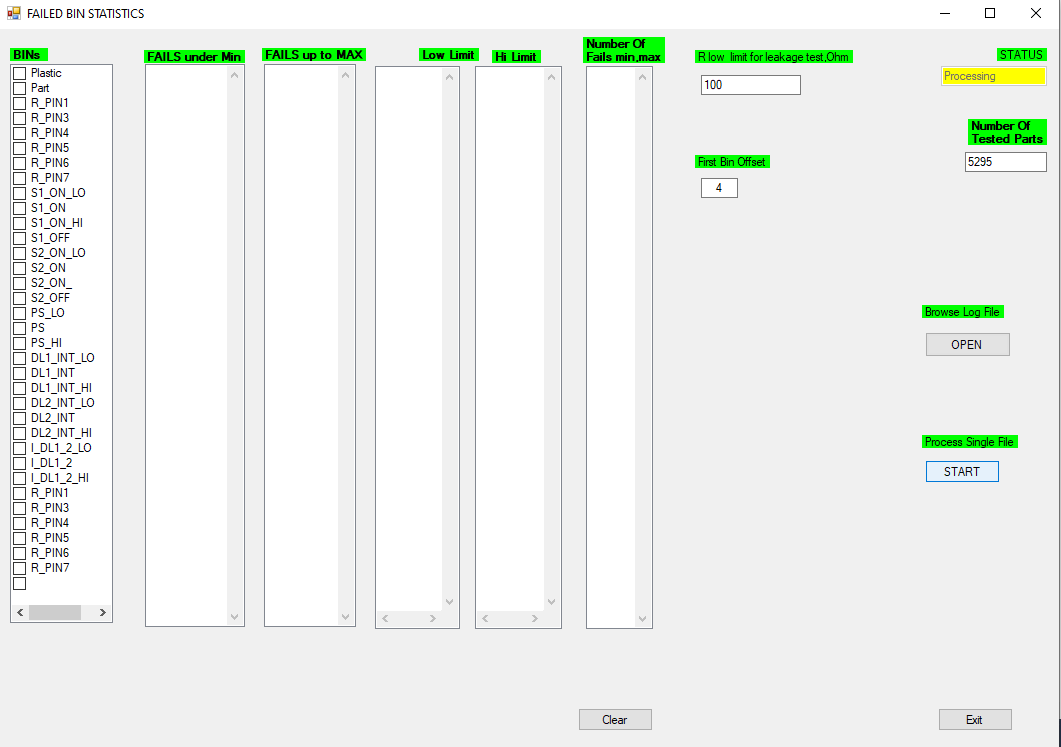 FAILED BIN STATISTICS
BINs
FAILS under Min
FAILS up to MAX
Low Limit
Hi Limit
Number Of
Fails min,max
R low limit for leakage test,Ohm
STATUS
Processing
100
Number Of
Tested Parts
5295
First Bin Offset
4
Plastic
Part
R_PIN1
R_PIN3
R_PIN4
R_PIN5
R_PIN6
R_PIN7
S1_ON_LO
S1_ON
S1_ON_HI
S1_OFF
S2_ON_LO
S2_ON
S2_ON_
S2_OFF
PS_LO
PS
PS_HI
DL1_INT_LO
DL1_INT
DL1_INT_HI
DL2_INT_LO
DL2_INT
DL2_INT_HI
I_DL1_2_LO
I_DL1_2
I_DL1_2_HI
R_PIN1
R_PIN3
R_PIN4
R_PIN5
R_PIN6
R_PIN7
Browse Log File
OPEN
Process Single File
START
Clear
Exit